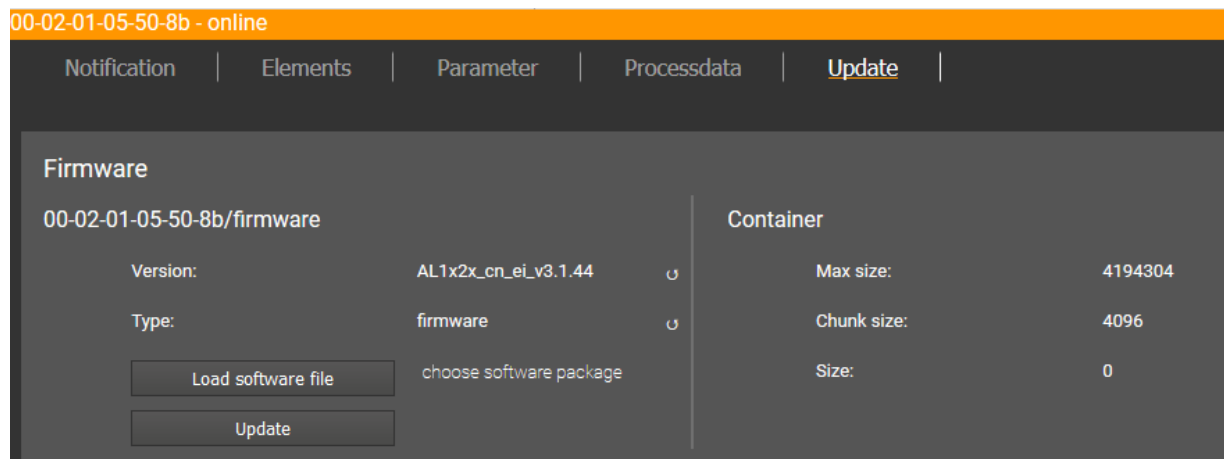 00-02-01-05-50-8b - online
Notification | Elements | Parameter | Processdata | Update |
Firmware
00-02-01-05-50-8b/firmware
Version: AL1x2x_cn_ei_v3.1.44
Type: firmware
Load software file choose software package
Update
Container
Max size: 4194304
Chunk size: 4096
Size: 0